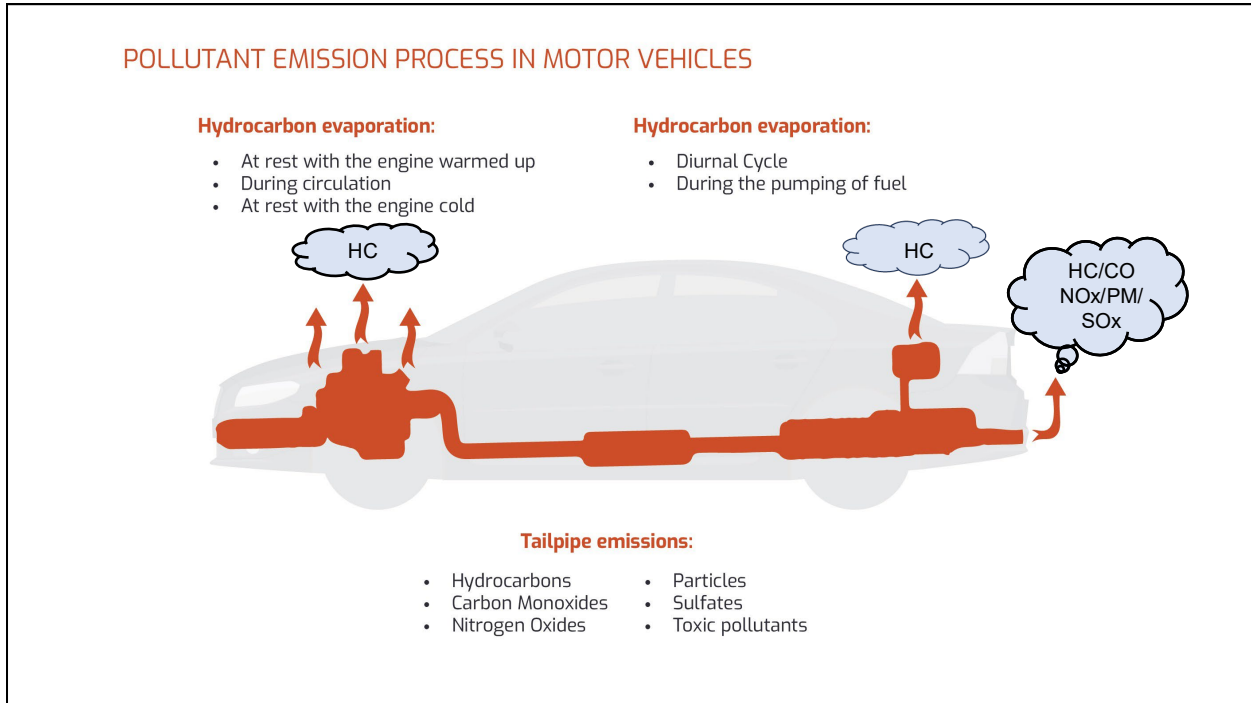 POLLUTANT EMISSION PROCESS IN MOTOR VEHICLES
Hydrocarbon evaporation:
• At rest with the engine warmed up
• During circulation
• At rest with the engine cold
Hydrocarbon evaporation:
• Diurnal Cycle
• During the pumping of fuel
HC
HC
HC/CO
NOx/PM/
SOx
Tailpipe emissions:
• Hydrocarbons
• Carbon Monoxides
• Nitrogen Oxides
• Particles
• Sulfates
• Toxic pollutants